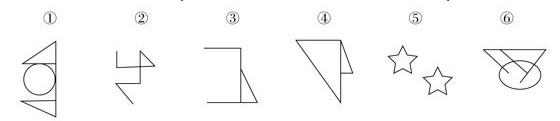 ① ② ③ ④ ⑤ ⑥